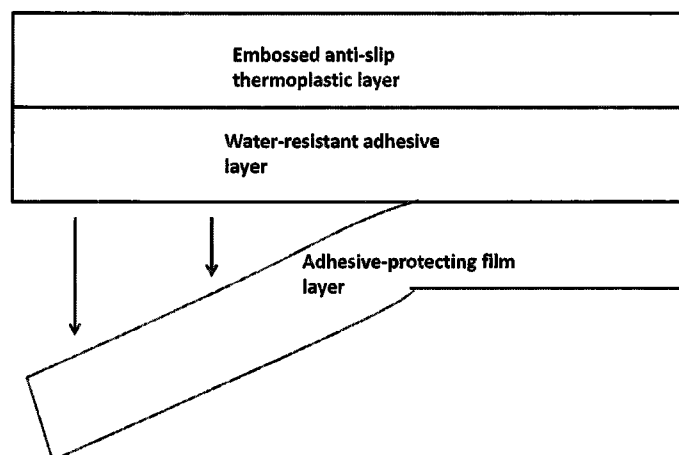 Embossed anti-slip
thermoplastic layer
Water-resistant adhesive
layer
Adhesive-protecting film
layer